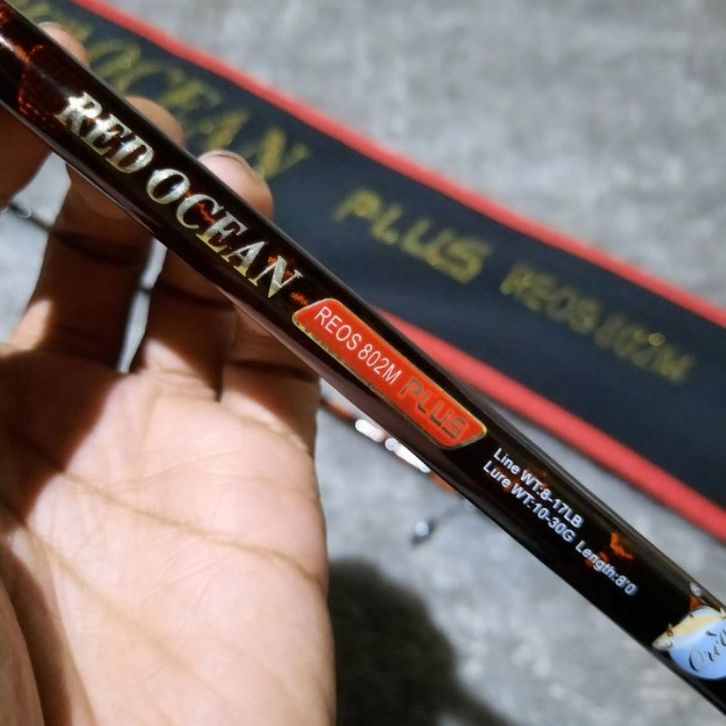 RED OCEAN
REOS 802M PLUS
Line WT:8-17LB
Lure WT:10-30G Length:8'0
OCEAN PLUS REOS 802M